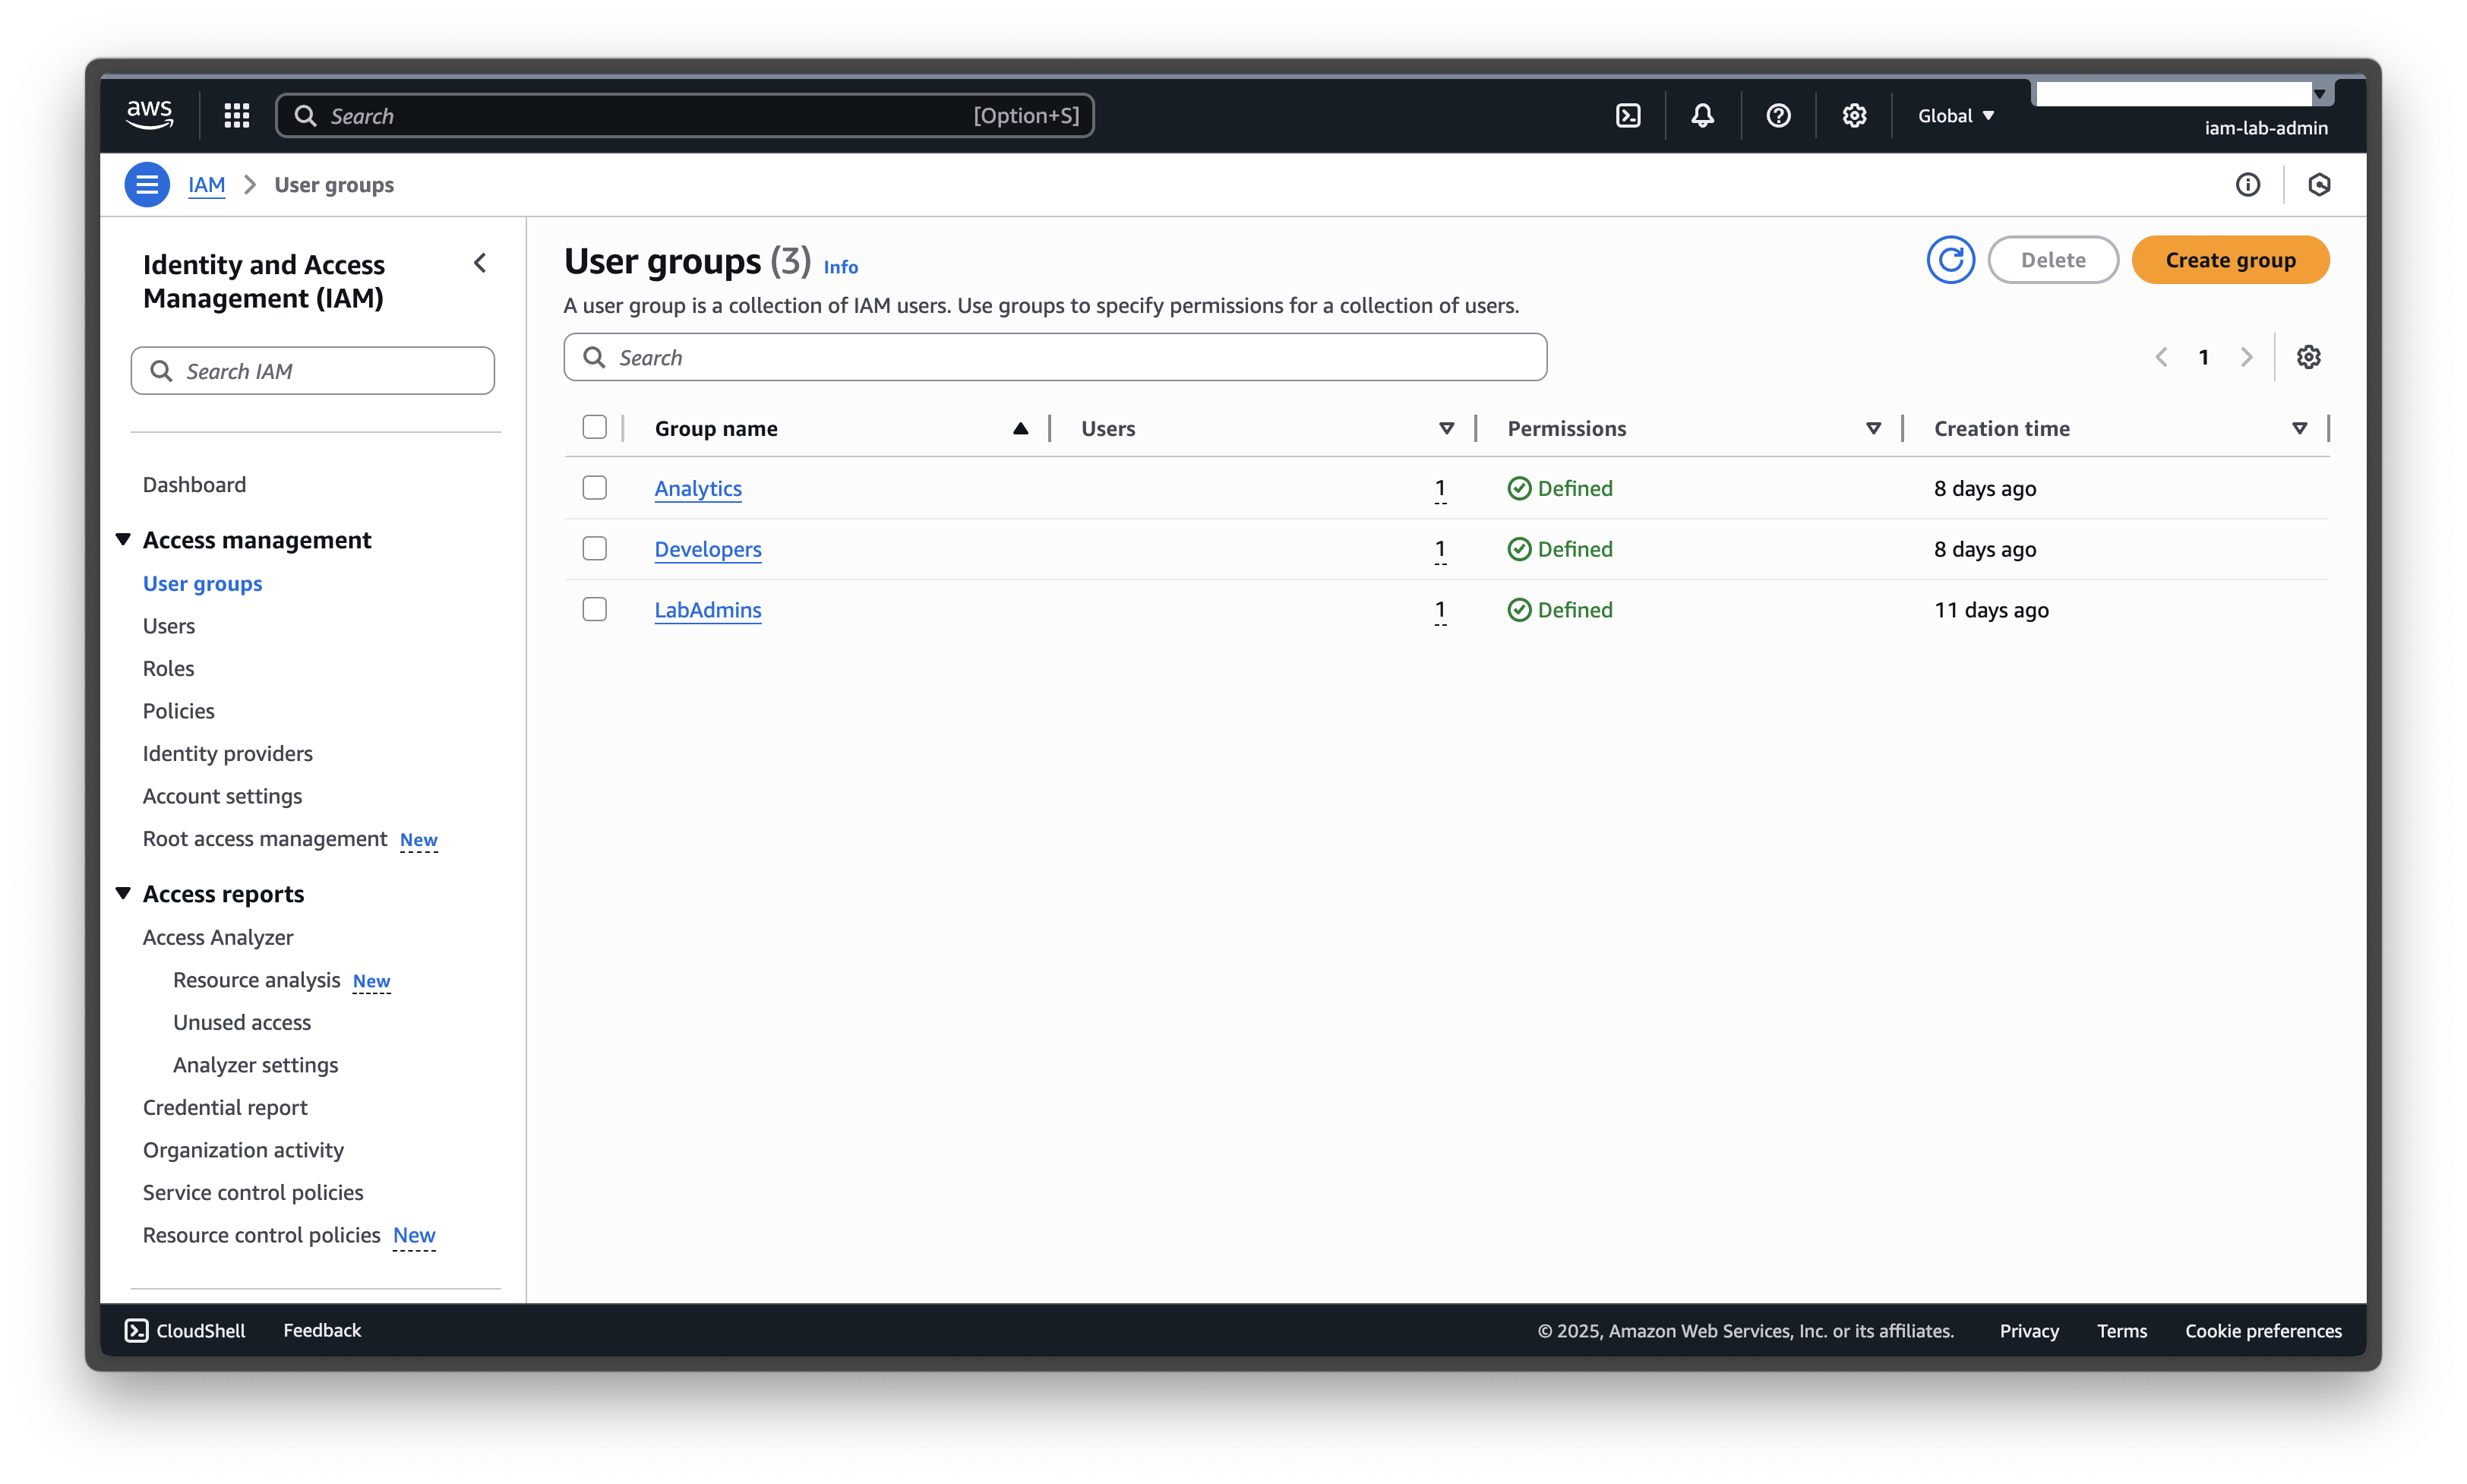 aws
Search [Option+S]
Global
iam-lab-admin
IAM > User groups
Identity and Access
Management (IAM)
Search IAM
Dashboard
Access management
User groups
Users
Roles
Policies
Identity providers
Account settings
Root access management New
Access reports
Access Analyzer
Resource analysis New
Unused access
Analyzer settings
Credential report
Organization activity
Service control policies
Resource control policies New
User groups (3) Info
Delete
Create group
A user group is a collection of IAM users. Use groups to specify permissions for a collection of users.
Search
1
Group name Users Permissions Creation time
Analytics 1 Defined 8 days ago
Developers 1 Defined 8 days ago
LabAdmins 1 Defined 11 days ago
CloudShell Feedback © 2025, Amazon Web Services, Inc. or its affiliates. Privacy Terms Cookie preferences